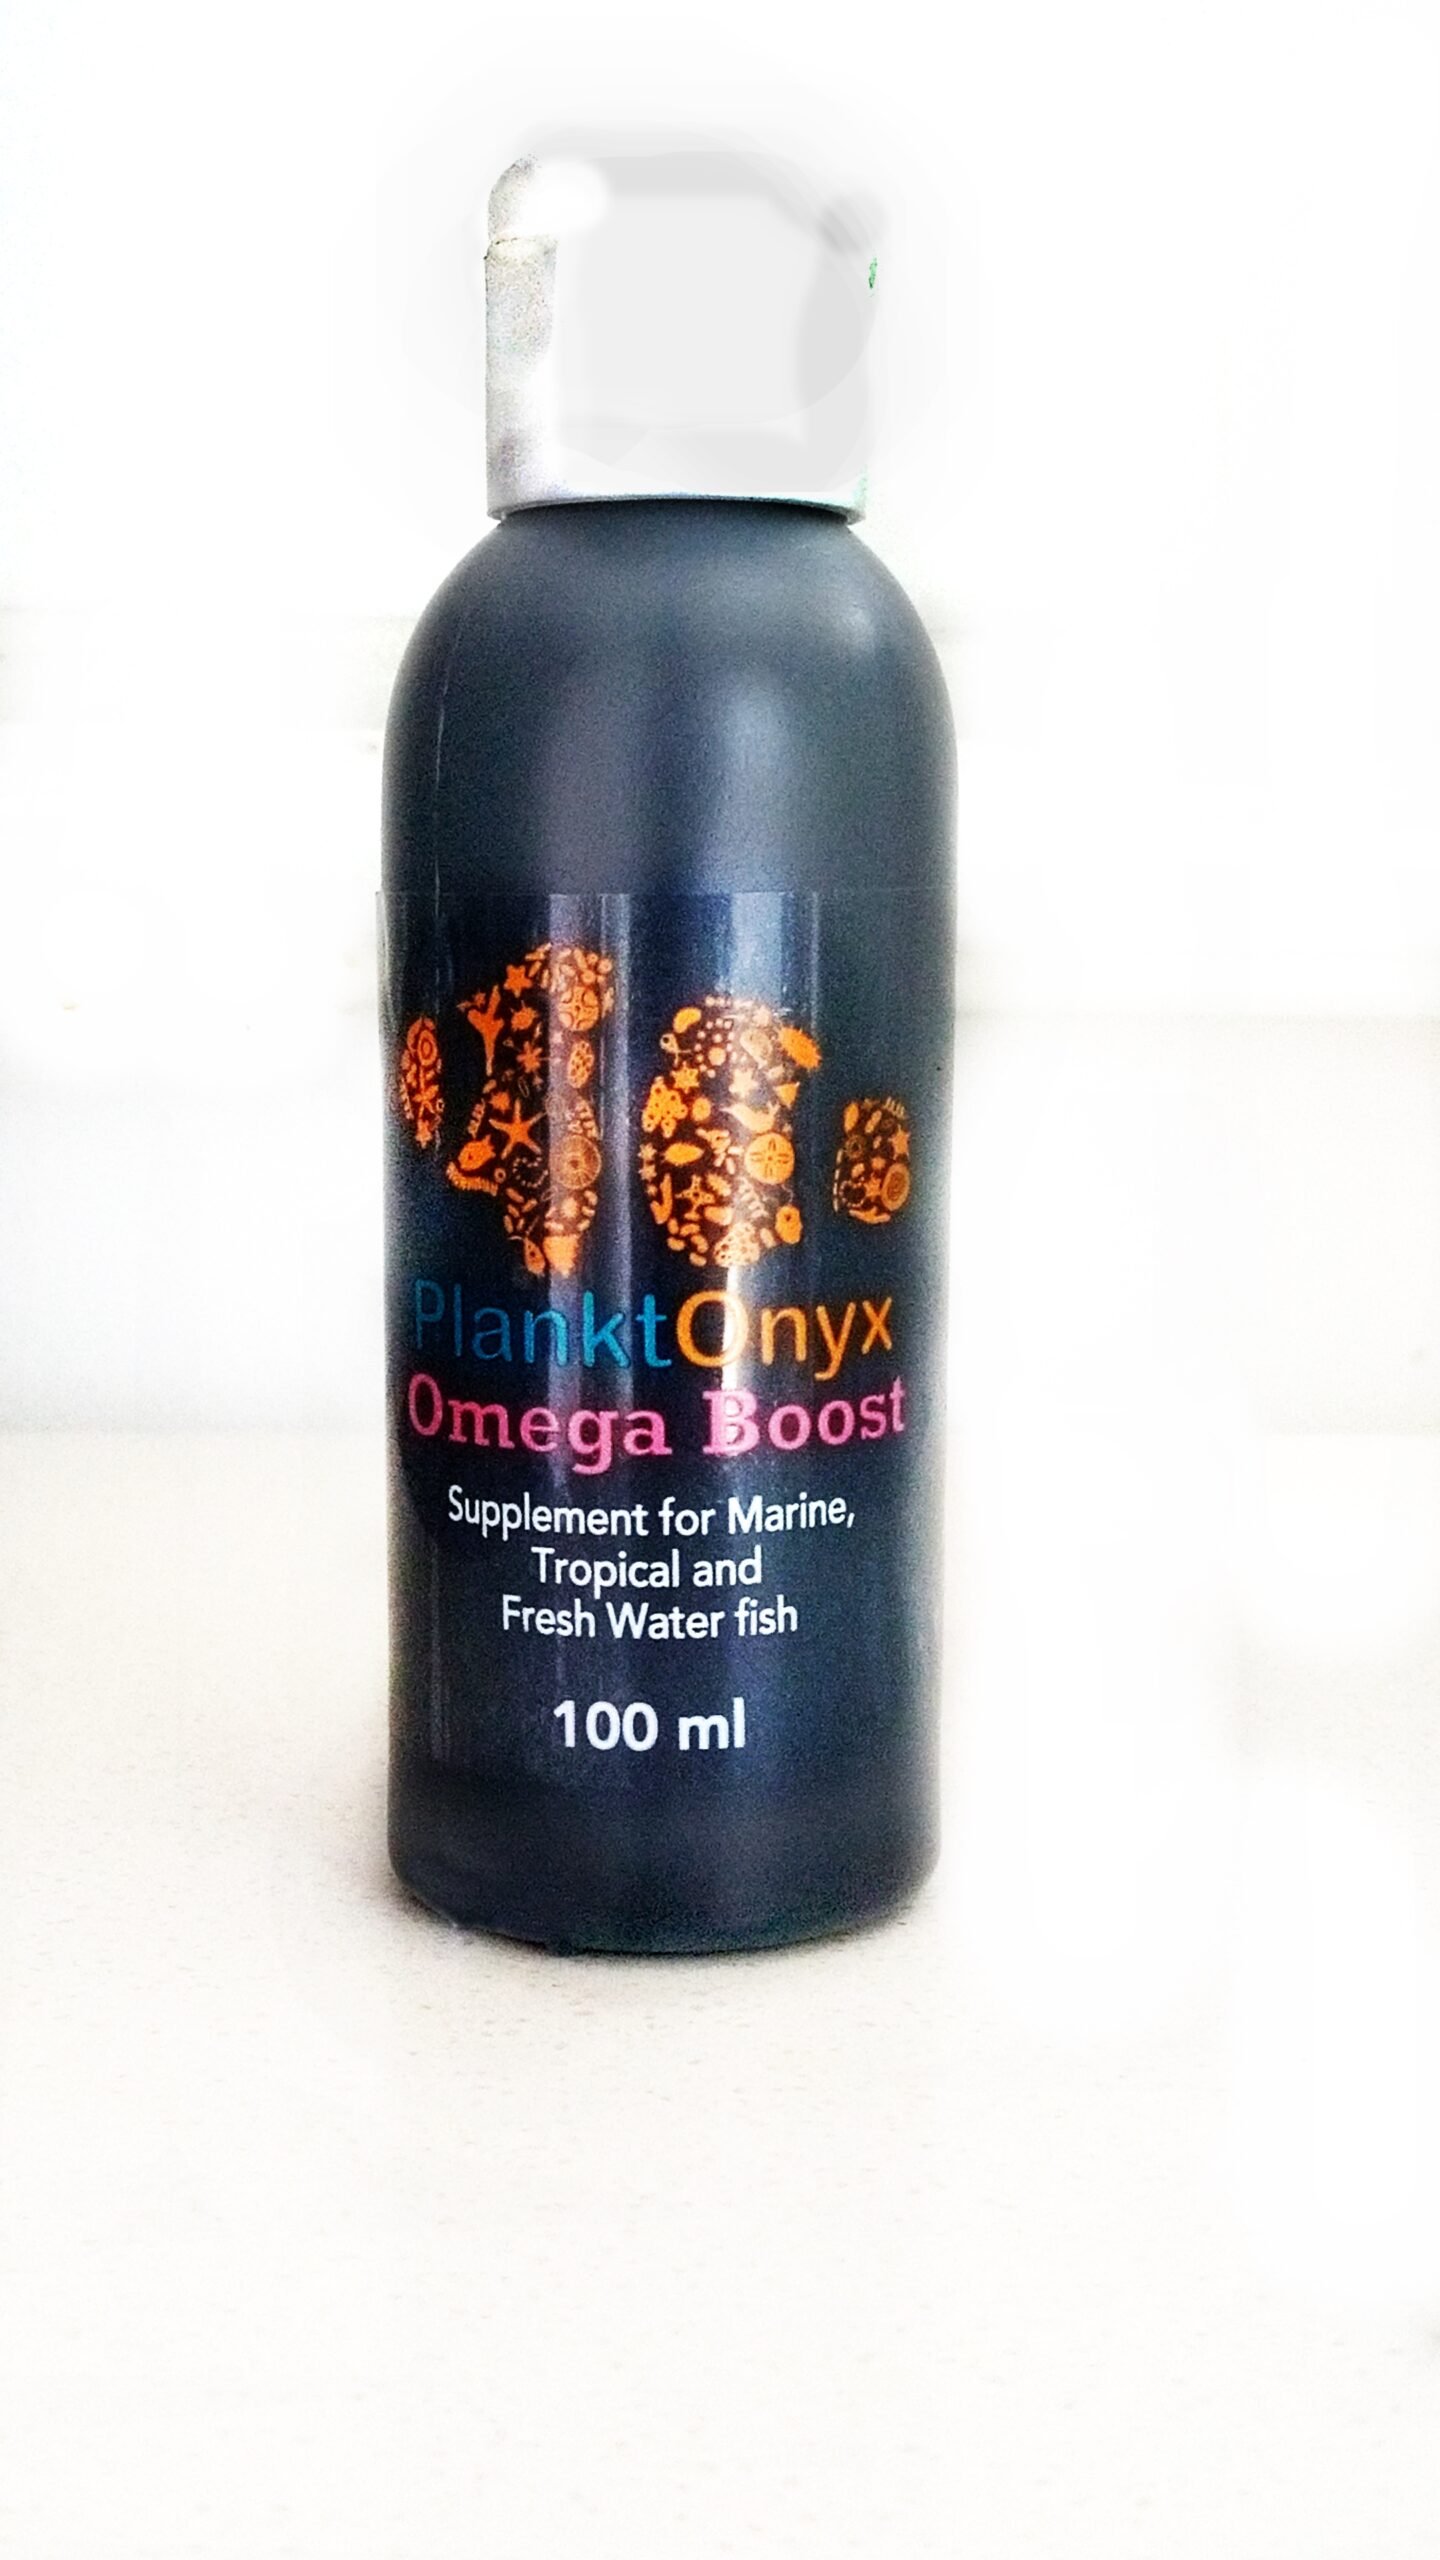 PlanktOnyx
Omega Boost
Supplement for Marine,
Tropical and
Fresh Water fish
100 ml